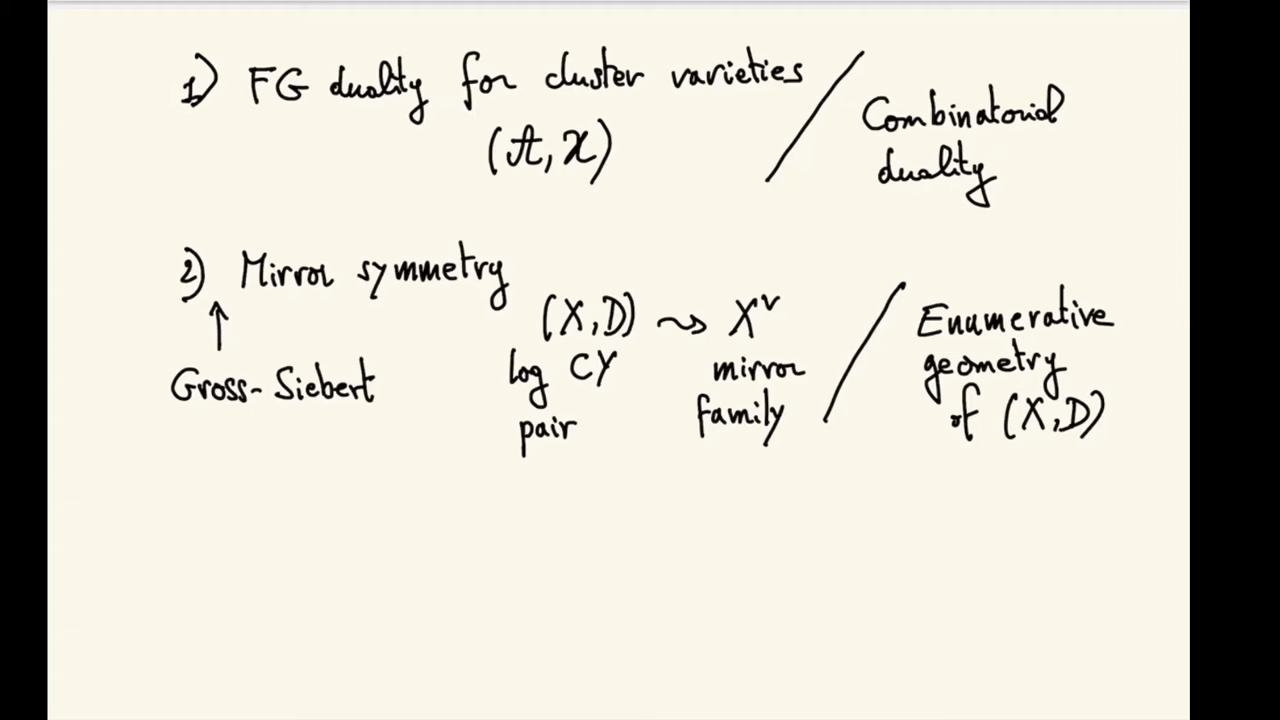 1) FG duality for cluster varieties
(A, X)
Combinatorial
duality
2) Mirror symmetry
Gross-Siebert
(X, D) ⇝ X^v
log CY
pair
mirror
family
Enumerative
geometry
of (X, D)